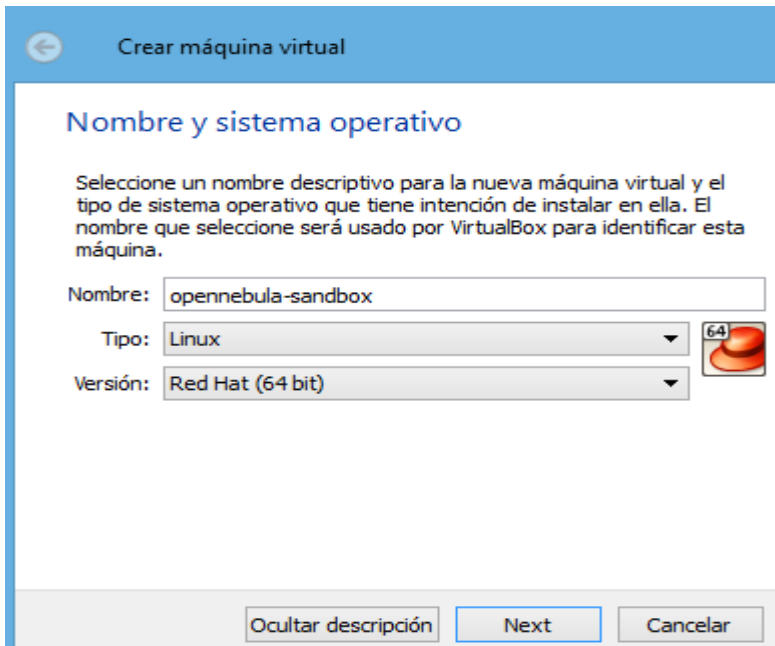 Crear máquina virtual
Nombre y sistema operativo
Seleccione un nombre descriptivo para la nueva máquina virtual y el
tipo de sistema operativo que tiene intención de instalar en ella. El
nombre que seleccione será usado por VirtualBox para identificar esta
máquina.
Nombre: opennebula-sandbox
Tipo: Linux
64
Versión: Red Hat (64 bit)
Ocultar descripción Next Cancelar